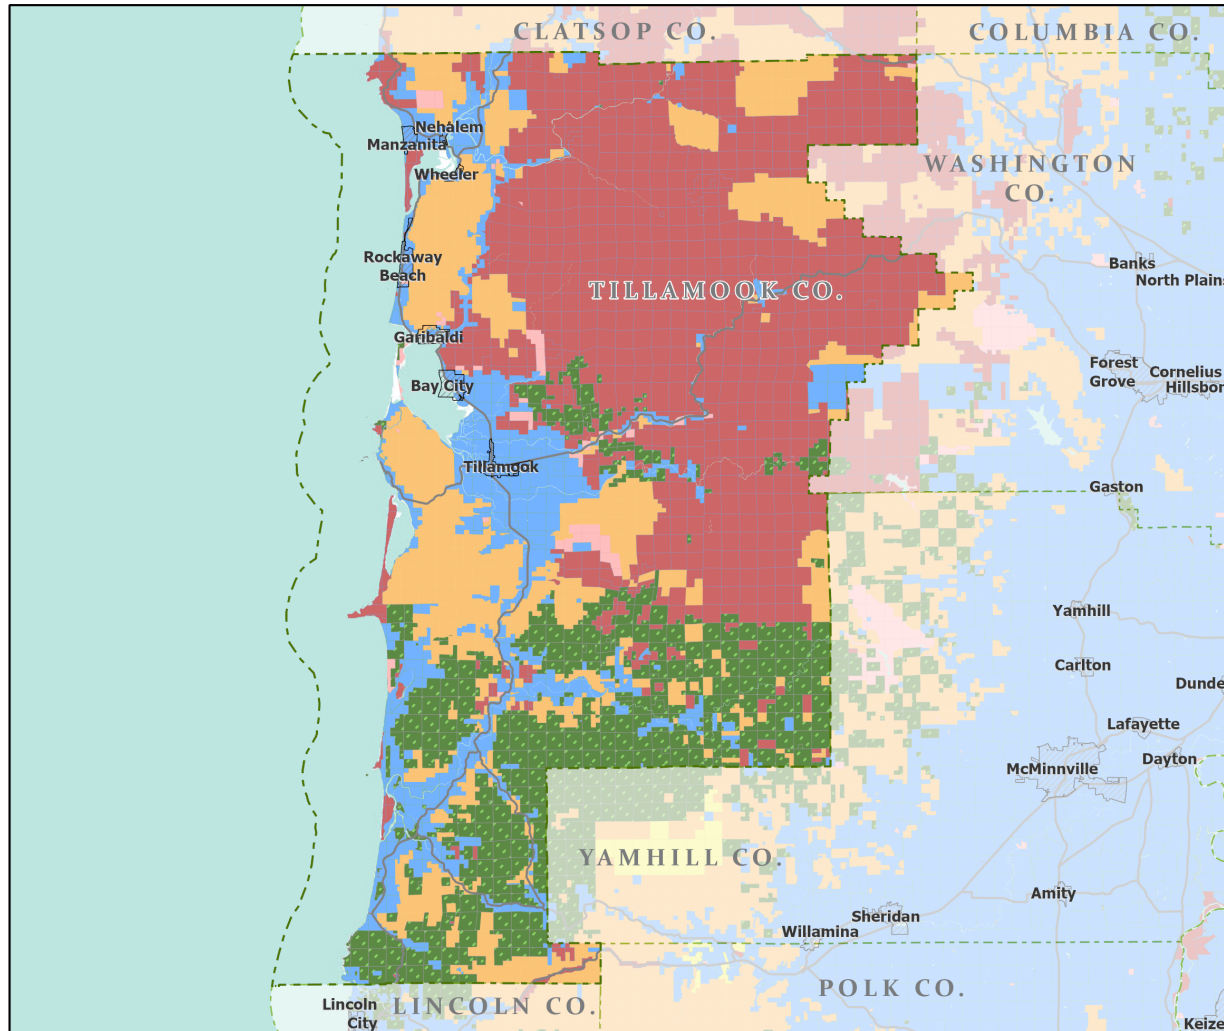 CLATSOP CO.
COLUMBIA CO.
Nehalem
Manzanita
Wheeler
WASHINGTON
CO.
Rockaway
Beach
Banks
North Plains
TILLAMOOK CO.
Garibaldi
Bay City
Forest
Grove
Cornelius
Hillsbor
Tillamook
Gaston
Yamhill
Carlton
Dunde
Lafayette
McMinnville
Dayton
YAMHILL CO.
Amity
Sheridan
Willamina
POLK CO.
LINCOLN CO.
Lincoln
City
Keize